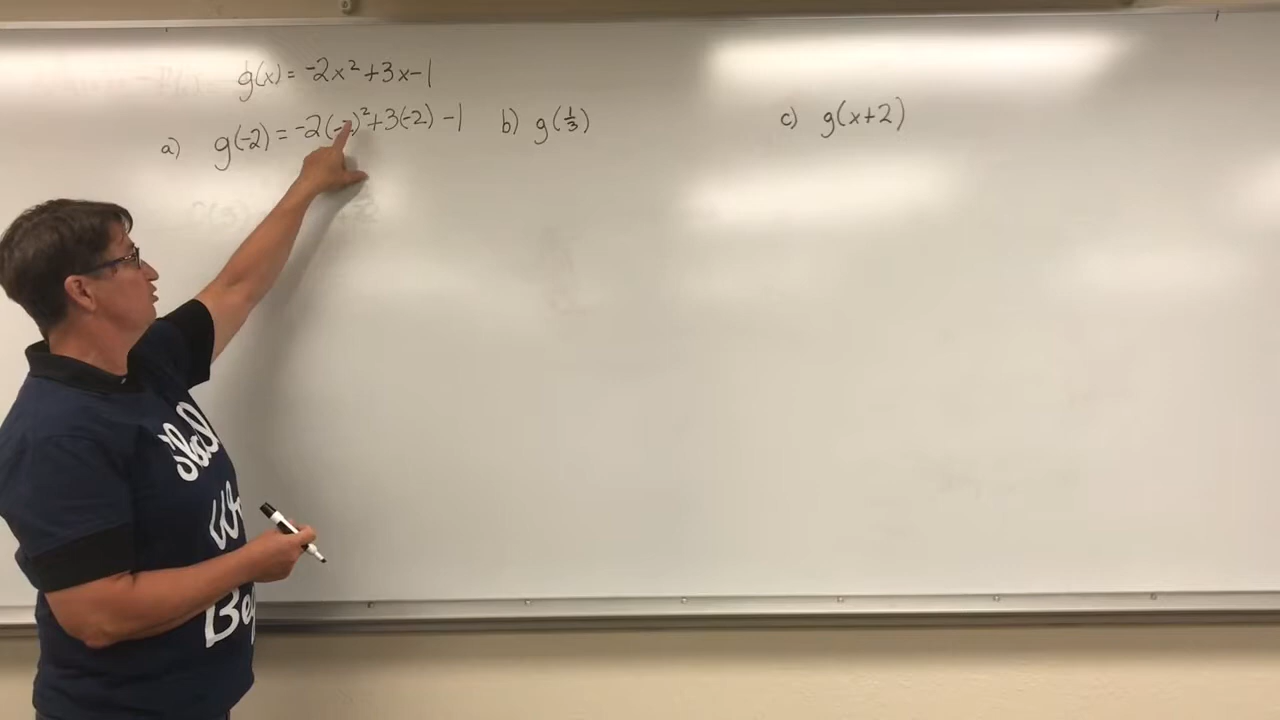 g(x) = -2x² + 3x - 1
a) g(-2) = -2(-2)² + 3(-2) - 1
b) g(1/3)
c) g(x+2)